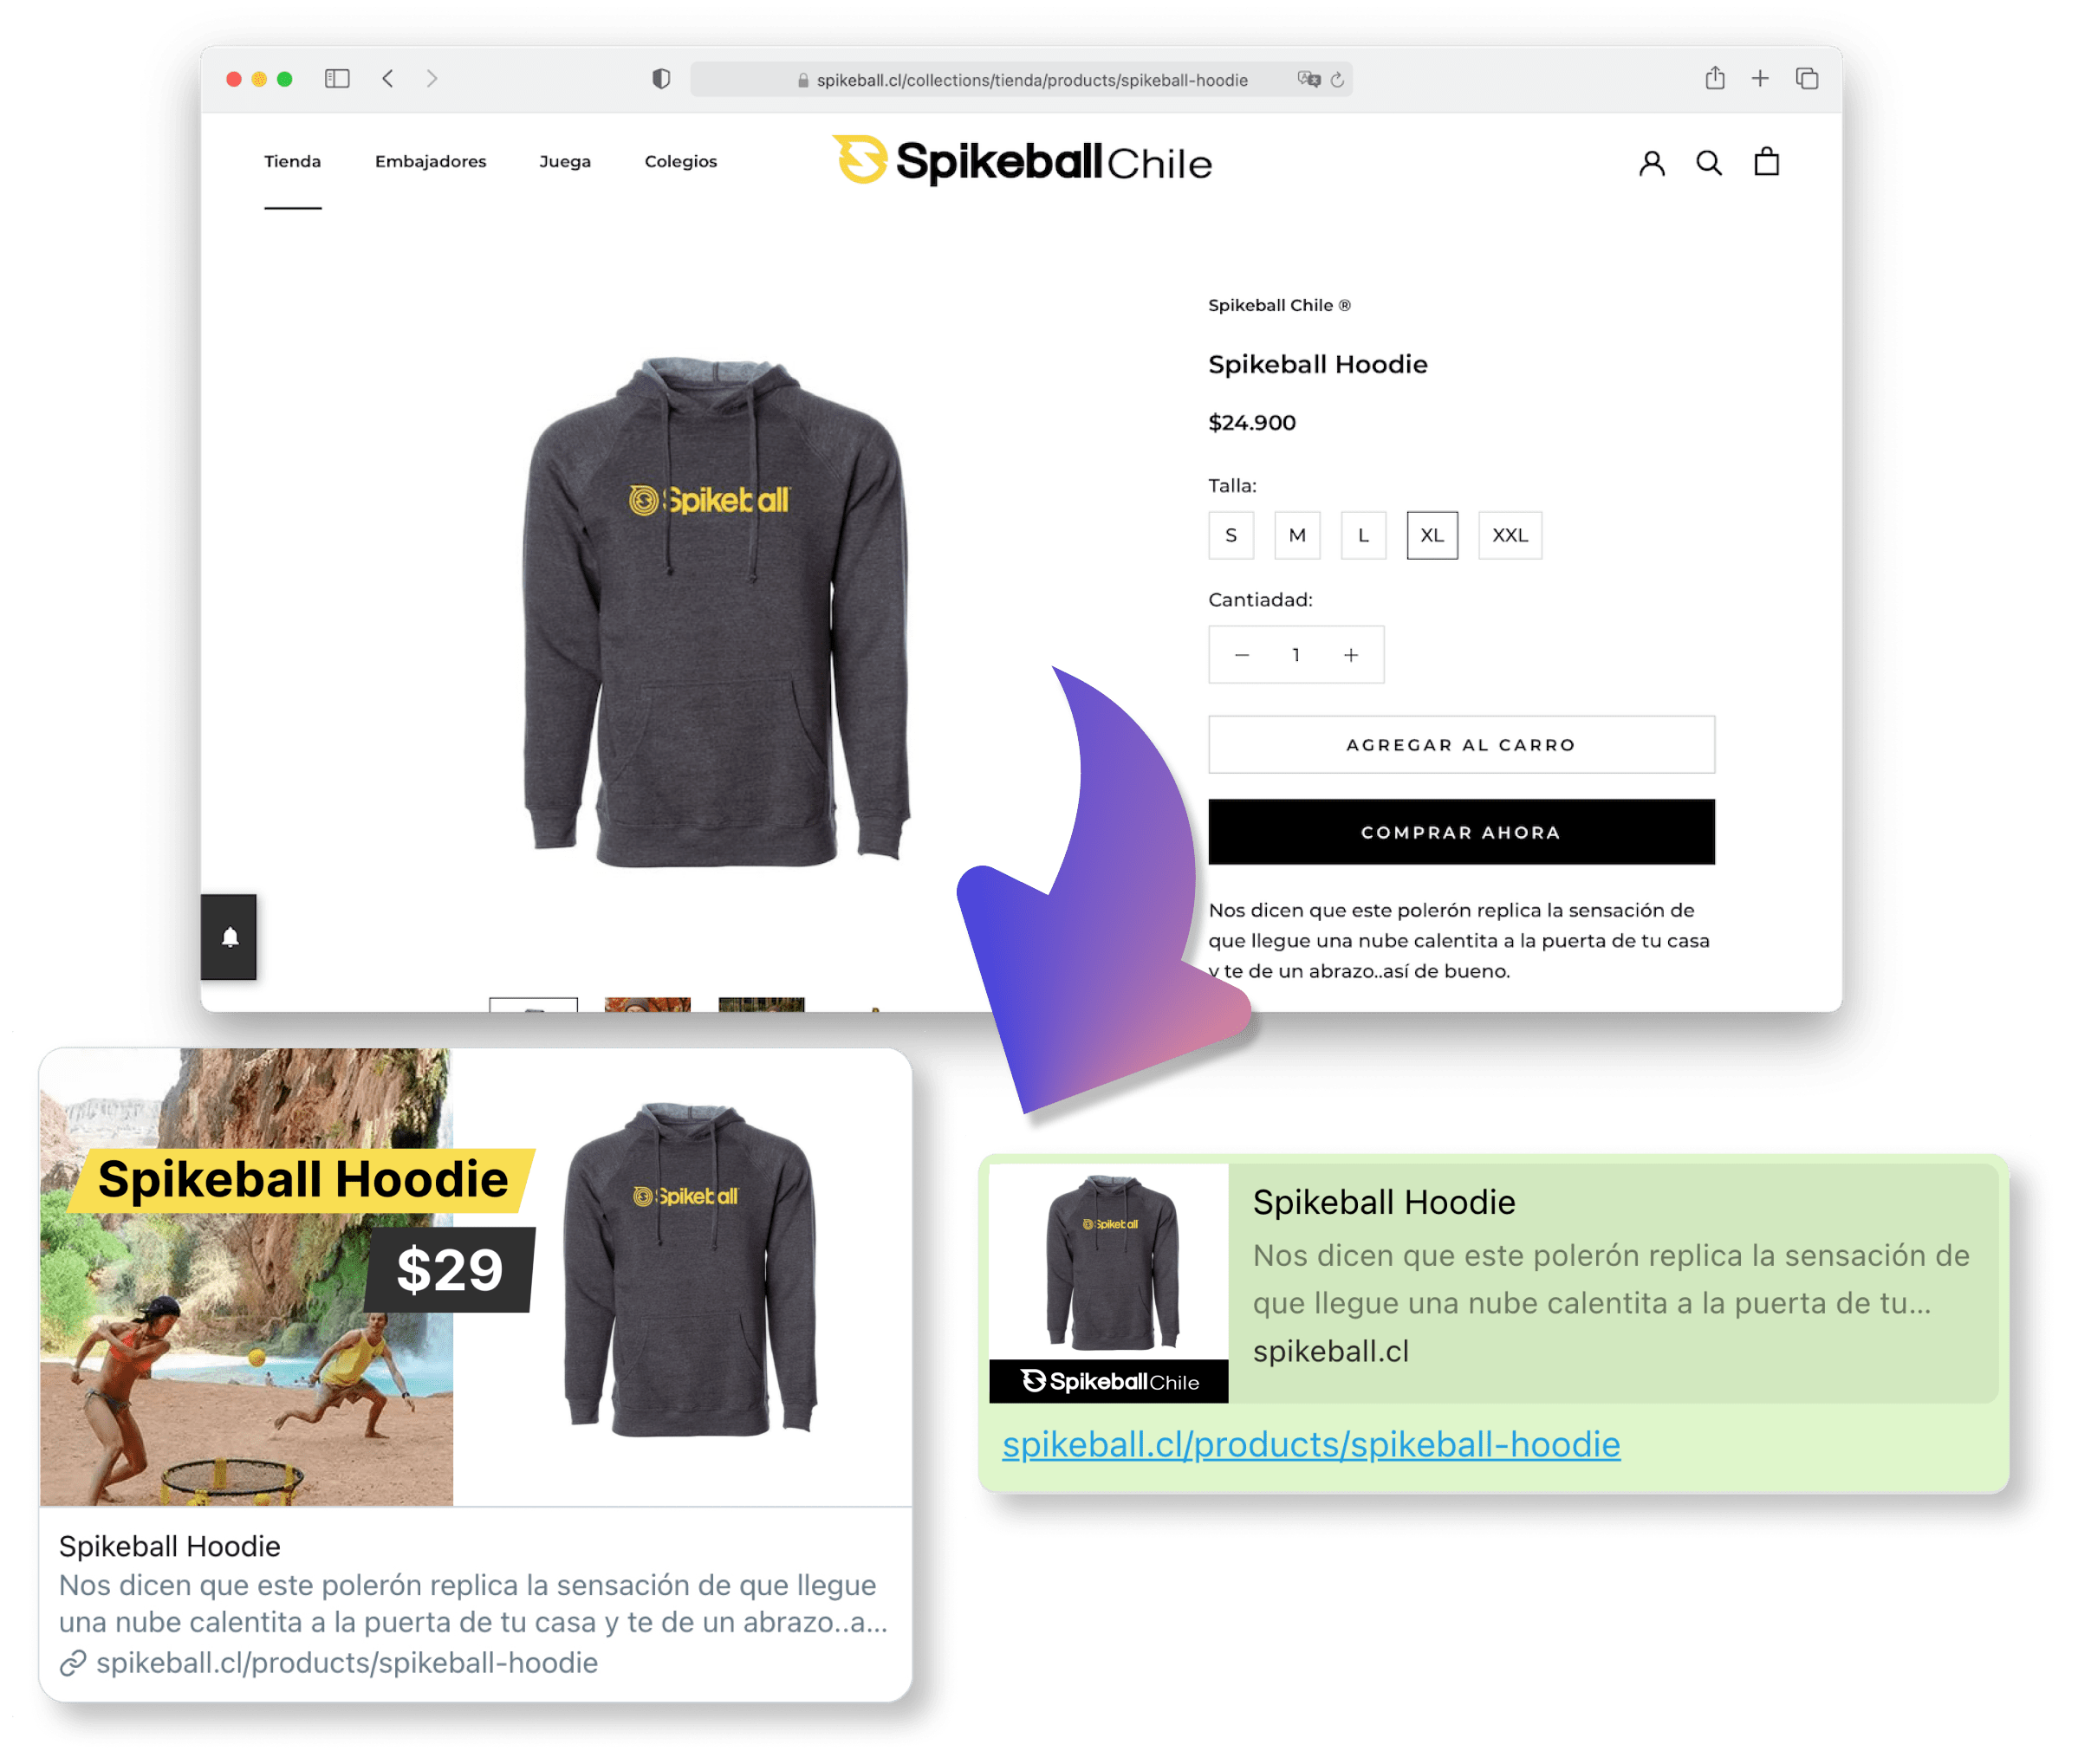 spikeball.cl/collections/tienda/products/spikeball-hoodie
Tienda Embajadores Juega Colegios
Spikeball Chile
Spikeball Chile ®
Spikeball Hoodie
$24.900
Talla:
S M L XL XXL
Cantiadad:
− 1 +
AGREGAR AL CARRO
COMPRAR AHORA
Nos dicen que este polerón replica la sensación de
que llegue una nube calentita a la puerta de tu casa
y te de un abrazo..así de bueno.
Spikeball
Spikeball Hoodie
$29
Spikeball
Spikeball Hoodie
Nos dicen que este polerón replica la sensación de que llegue
una nube calentita a la puerta de tu casa y te de un abrazo..a...
spikeball.cl/products/spikeball-hoodie
Spikeball
Spikeball Chile
Spikeball Hoodie
Nos dicen que este polerón replica la sensación de
que llegue una nube calentita a la puerta de tu...
spikeball.cl
spikeball.cl/products/spikeball-hoodie